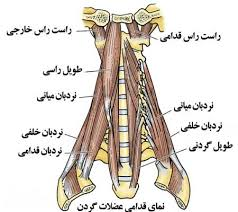 راست راس خارجی
راست راس قدامی
طویل راسی
نردبان میانی
نردبان میانی
نردبان خلفی
نردبان خلفی
نردبان قدامی
طویل گردنی
نمای قدامی عضلات گردن